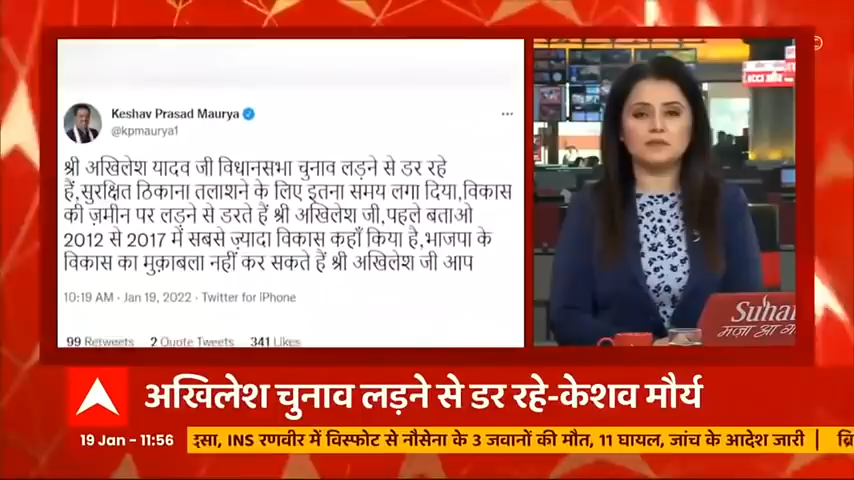 Keshav Prasad Maurya
@kpmaurya1
श्री अखिलेश यादव जी विधानसभा चुनाव लड़ने से डर रहे
हैं,सुरक्षित ठिकाना तलाशने के लिए इतना समय लगा दिया,विकास
की ज़मीन पर लड़ने से डरते हैं श्री अखिलेश जी,पहले बताओ
2012 से 2017 में सबसे ज़्यादा विकास कहाँ किया है,भाजपा के
विकास का मुक़ाबला नहीं कर सकते हैं श्री अखिलेश जी आप
10:19 AM · Jan 19, 2022 · Twitter for iPhone
99 Retweets 2 Quote Tweets 341 Likes
Suhan
मज़ा आ ग
अखिलेश चुनाव लड़ने से डर रहे-केशव मौर्य
19 Jan - 11:56
INS रणवीर में विस्फोट से नौसेना के 3 जवानों की मौत, 11 घायल, जांच के आदेश जारी |